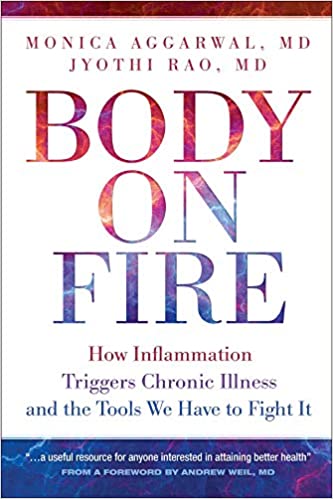 MONICA AGGARWAL, MD
JYOTHI RAO, MD
BODY
ON
FIRE
How Inflammation
Triggers Chronic Illness
and the Tools We Have to Fight It
"...a useful resource for anyone interested in attaining better health"
FROM A FOREWORD BY ANDREW WEIL, MD